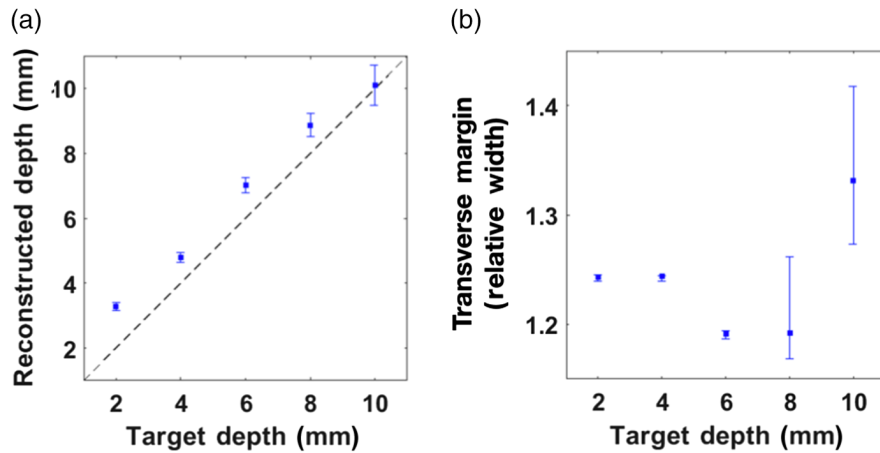 (a)
Reconstructed depth (mm)
10
8
6
4
2
2 4 6 8 10
Target depth (mm)
(b)
Transverse margin
(relative width)
1.4
1.3
1.2
2 4 6 8 10
Target depth (mm)